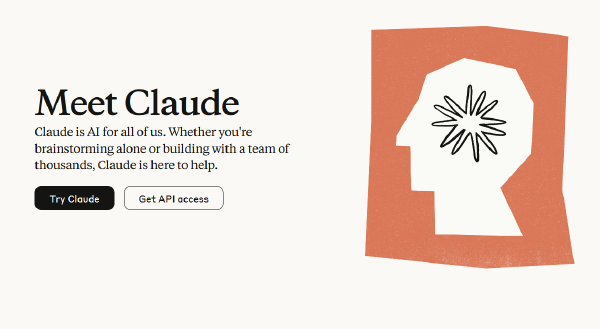 Meet Claude
Claude is AI for all of us. Whether you're
brainstorming alone or building with a team of
thousands, Claude is here to help.
Try Claude
Get API access